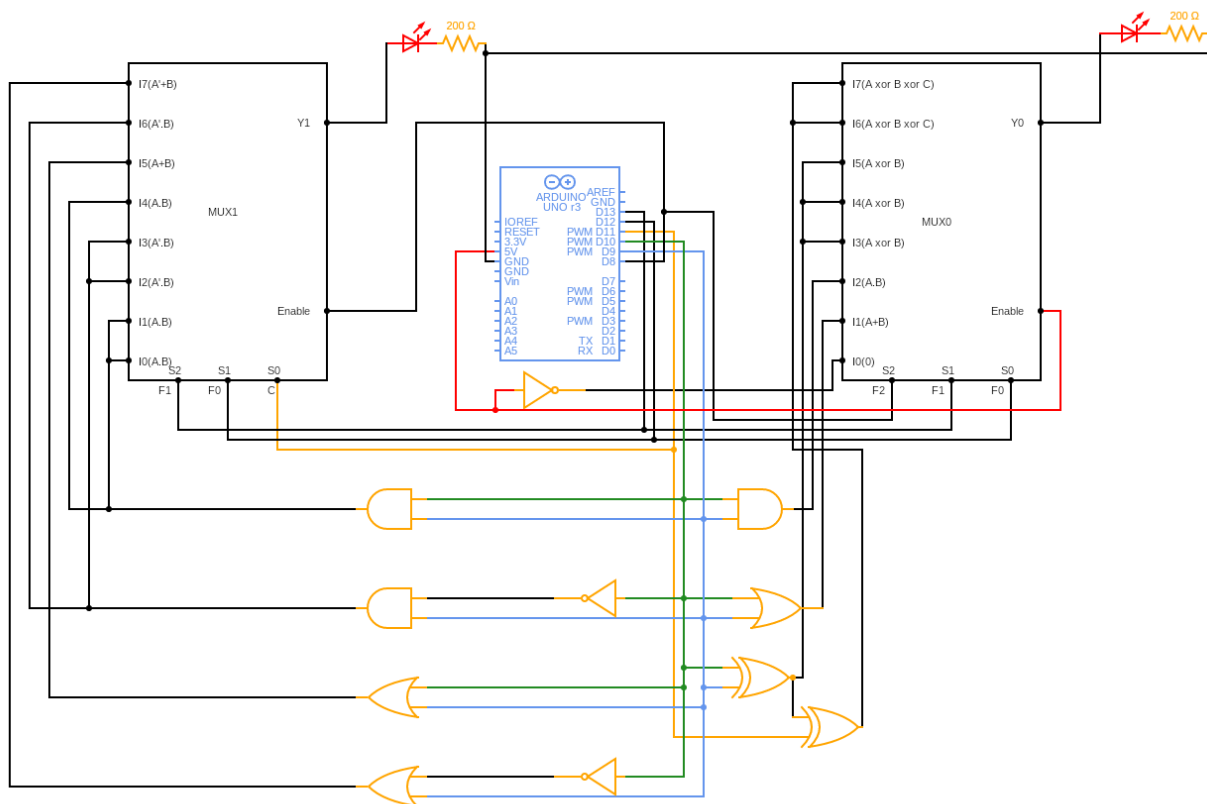 200 Ω
200 Ω
I7(A'+B)
I6(A'.B)
I5(A+B)
I4(A.B)
I3(A'.B)
I2(A'.B)
I1(A.B)
I0(A.B)
MUX1
Y1
Enable
S2
S1
S0
F1
F0
C
ARDUINO
UNO r3
IOREF
RESET
3.3V
5V
GND
GND
Vin
A0
A1
A2
A3
A4
A5
AREF
GND
D13
D12
PWM D11
PWM D10
PWM D9
D8
D7
PWM D6
PWM D5
D4
PWM D3
D2
TX D1
RX D0
I7(A xor B xor C)
I6(A xor B xor C)
I5(A xor B)
I4(A xor B)
I3(A xor B)
I2(A.B)
I1(A+B)
I0(0)
MUX0
Y0
Enable
S2
S1
S0
F2
F1
F0